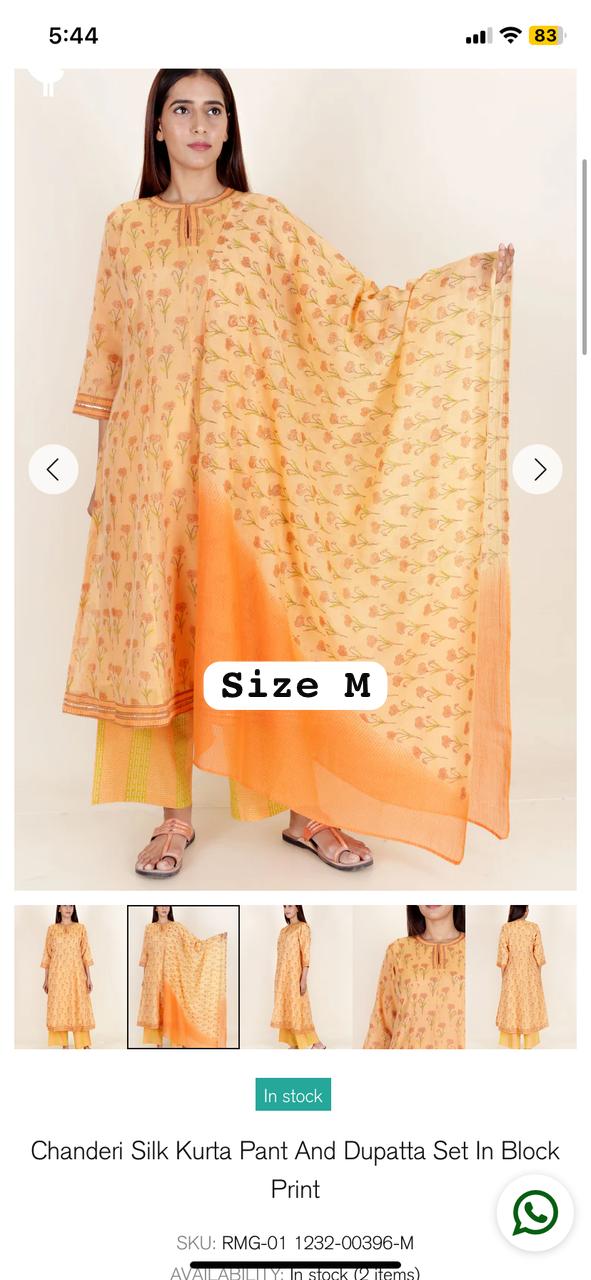 5:44
83
Size M
In stock
Chanderi Silk Kurta Pant And Dupatta Set In Block
Print
SKU: RMG-01 1232-00396-M
AVAILABILITY: In stock (2 items)